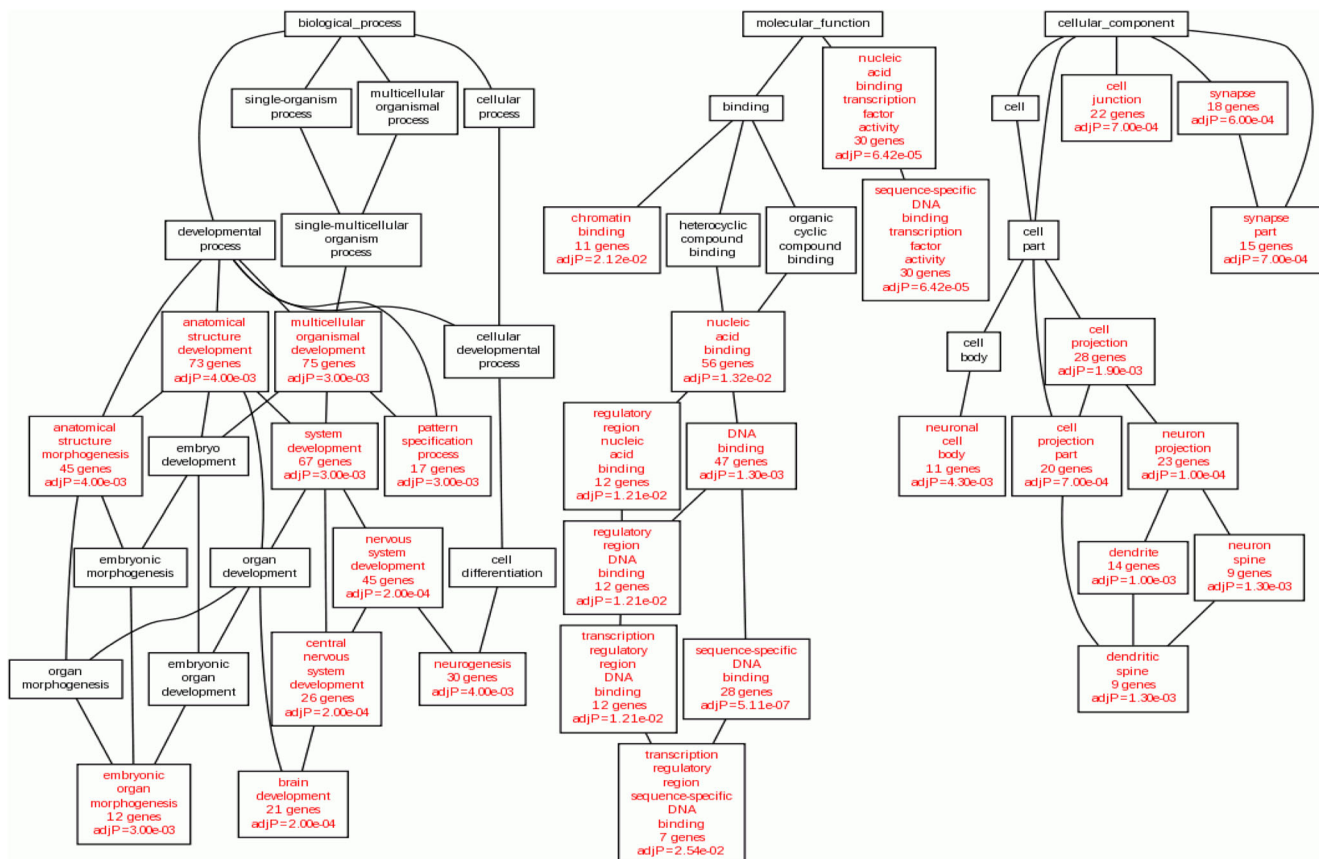 biological_process
molecular_function
cellular_component
single-organism
process
multicellular
organismal
process
cellular
process
binding
nucleic
acid
binding
transcription
factor
activity
30 genes
adjP=6.42e-05
cell
cell
junction
22 genes
adjP=7.00e-04
synapse
18 genes
adjP=6.00e-04
developmental
process
single-multicellular
organism
process
chromatin
binding
11 genes
adjP=2.12e-02
heterocyclic
compound
binding
organic
cyclic
compound
binding
sequence-specific
DNA
binding
transcription
factor
activity
30 genes
adjP=6.42e-05
cell
part
synapse
part
15 genes
adjP=7.00e-04
anatomical
structure
development
73 genes
adjP=4.00e-03
multicellular
organismal
development
75 genes
adjP=3.00e-03
cellular
developmental
process
nucleic
acid
binding
56 genes
adjP=1.32e-02
cell
body
cell
projection
28 genes
adjP=1.90e-03
anatomical
structure
morphogenesis
45 genes
adjP=4.00e-03
embryo
development
system
development
67 genes
adjP=3.00e-03
pattern
specification
process
17 genes
adjP=3.00e-03
regulatory
region
nucleic
acid
binding
12 genes
adjP=1.21e-02
DNA
binding
47 genes
adjP=1.30e-03
neuronal
cell
body
11 genes
adjP=4.30e-03
cell
projection
part
20 genes
adjP=7.00e-04
neuron
projection
23 genes
adjP=1.00e-04
embryonic
morphogenesis
organ
development
nervous
system
development
45 genes
adjP=2.00e-04
cell
differentiation
regulatory
region
DNA
binding
12 genes
adjP=1.21e-02
dendrite
14 genes
adjP=1.00e-03
neuron
spine
9 genes
adjP=1.30e-03
organ
morphogenesis
embryonic
organ
development
central
nervous
system
development
26 genes
adjP=2.00e-04
neurogenesis
30 genes
adjP=4.00e-03
transcription
regulatory
region
DNA
binding
12 genes
adjP=1.21e-02
sequence-specific
DNA
binding
28 genes
adjP=5.11e-07
dendritic
spine
9 genes
adjP=1.30e-03
embryonic
organ
morphogenesis
12 genes
adjP=3.00e-03
brain
development
21 genes
adjP=2.00e-04
transcription
regulatory
region
sequence-specific
DNA
binding
7 genes
adjP=2.54e-02